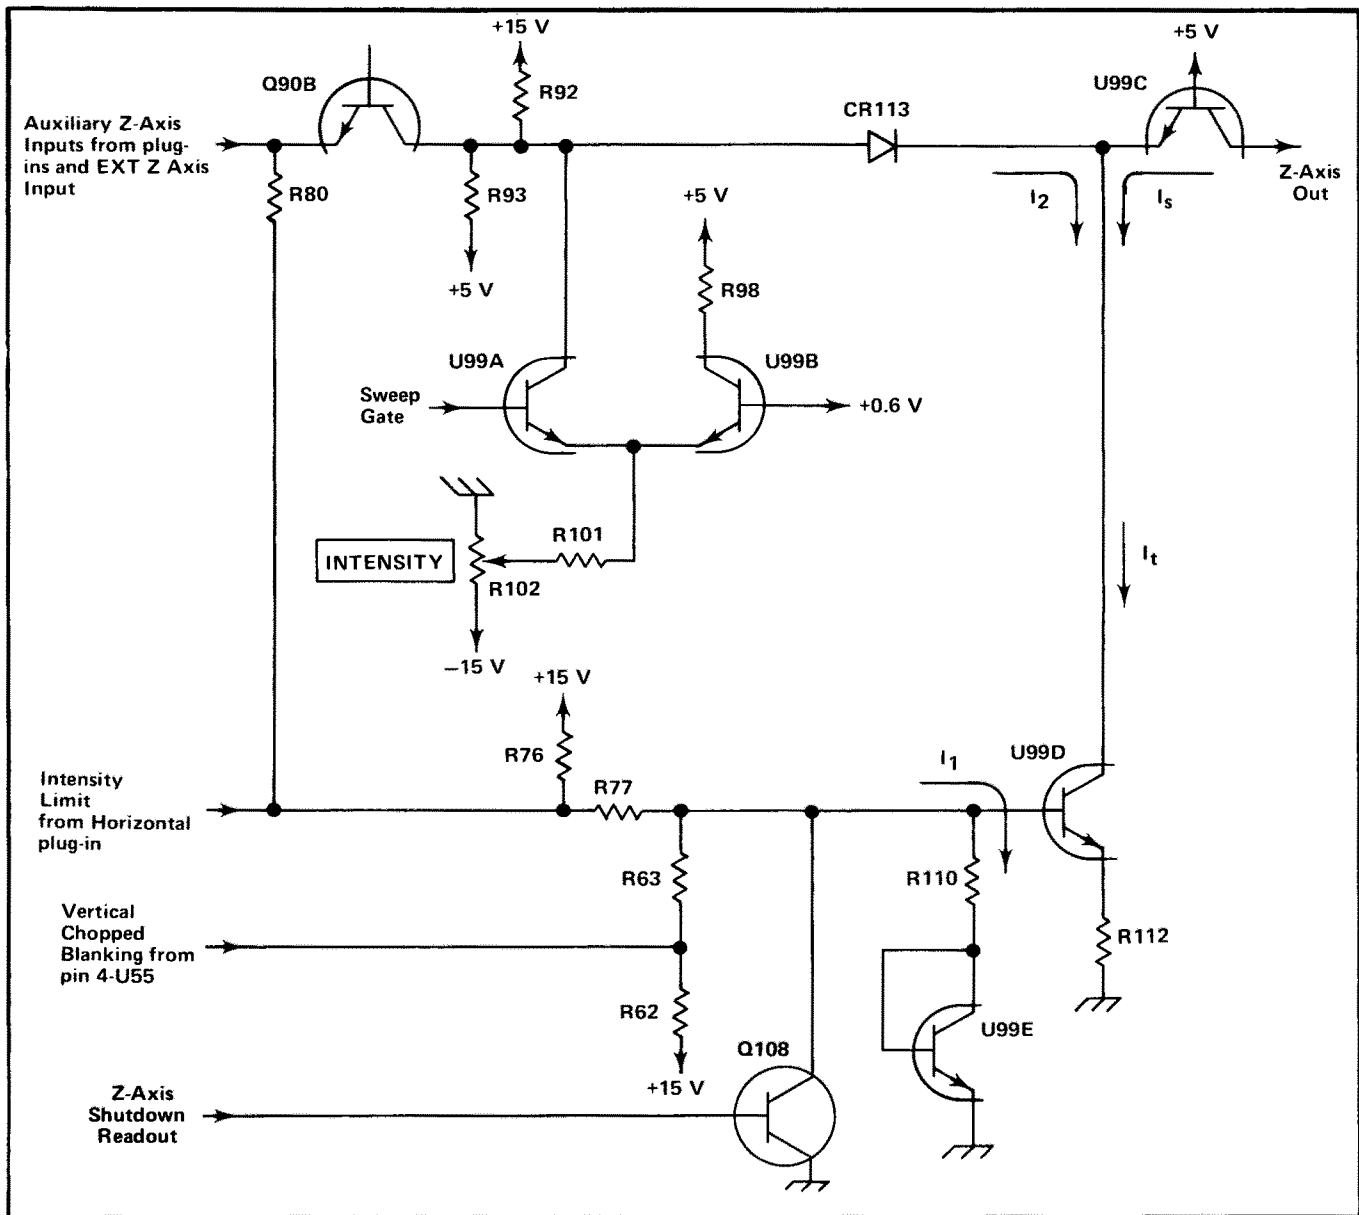 +15 V
+5 V
Q90B
R92
U99C
CR113
Auxiliary Z-Axis
Inputs from plug-
ins and EXT Z Axis
Input
Z-Axis
Out
R80
R93
+5 V
I2
Is
+5 V
R98
U99A
U99B
Sweep
Gate
+0.6 V
R101
INTENSITY
R102
It
−15 V
+15 V
R76
R77
I1
U99D
Intensity
Limit
from Horizontal
plug-in
R63
R110
Vertical
Chopped
Blanking from
pin 4-U55
R112
R62
U99E
Q108
+15 V
Z-Axis
Shutdown
Readout